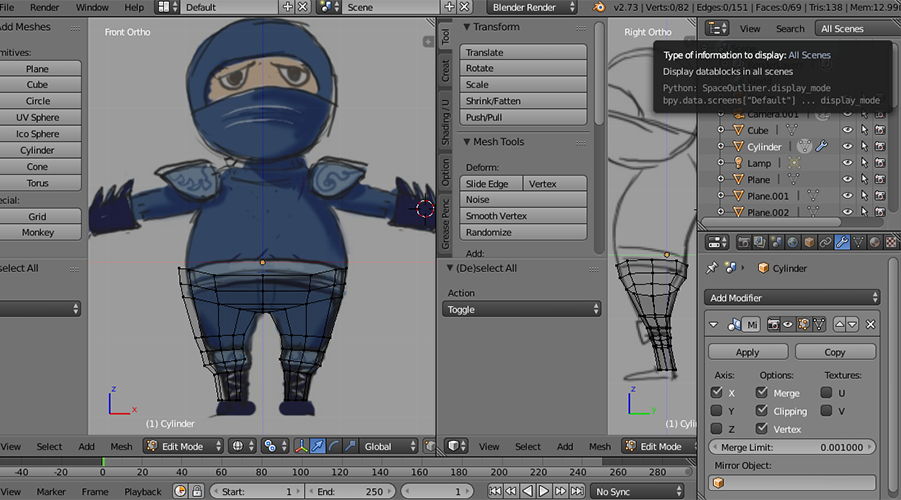 File Render Window Help Default Scene Blender Render v2.73 | Verts:0/82 | Edges:0/151 | Faces:0/69 | Tris:138 | Mem:12.99
Add Meshes
Primitives:
Plane
Cube
Circle
UV Sphere
Ico Sphere
Cylinder
Cone
Torus
Special:
Grid
Monkey
select All
Front Ortho
z
x
(1) Cylinder
Tool
Creat
Shading U
Option
Grease Penc
Transform
Translate
Rotate
Scale
Shrink/Fatten
Push/Pull
Mesh Tools
Deform:
Slide Edge Vertex
Noise
Smooth Vertex
Randomize
Add:
(De)select All
Action
Toggle
Right Ortho
z
y
(1) Cylin
View Search All Scenes
Type of information to display: All Scenes
Display datablocks in all scenes
Python: SpaceOutliner.display_mode
bpy.data.screens["Default"] ... display_mode
Camera.001
Cube
Cylinder
Lamp
Plane
Plane.001
Plane.002
Cylinder
Add Modifier
Mi
Apply Copy
Axis: Options: Textures:
X Merge U
Y Clipping V
Z Vertex
Merge Limit: 0.001000
Mirror Object:
View Select Add Mesh Edit Mode Global View Select Add Mesh Edit Mode
-40 -20 0 20 40 60 80 100 120 140 160 180 200 220 240 260 280
View Marker Frame Playback Start: 1 End: 250 1 No Sync